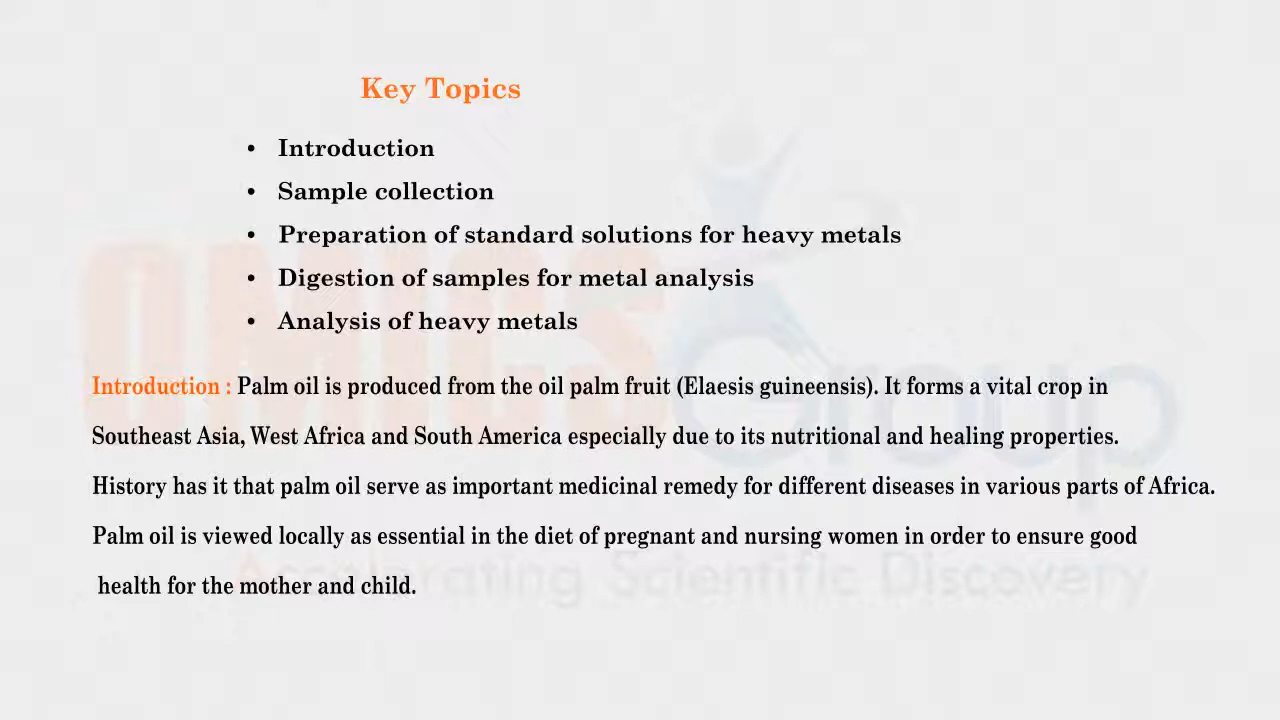 Key Topics
• Introduction
• Sample collection
• Preparation of standard solutions for heavy metals
• Digestion of samples for metal analysis
• Analysis of heavy metals
OMICS Group
Introduction : Palm oil is produced from the oil palm fruit (Elaesis guineensis). It forms a vital crop in
Southeast Asia, West Africa and South America especially due to its nutritional and healing properties.
History has it that palm oil serve as important medicinal remedy for different diseases in various parts of Africa.
Palm oil is viewed locally as essential in the diet of pregnant and nursing women in order to ensure good
health for the mother and child.
Accelerating Scientific Discovery